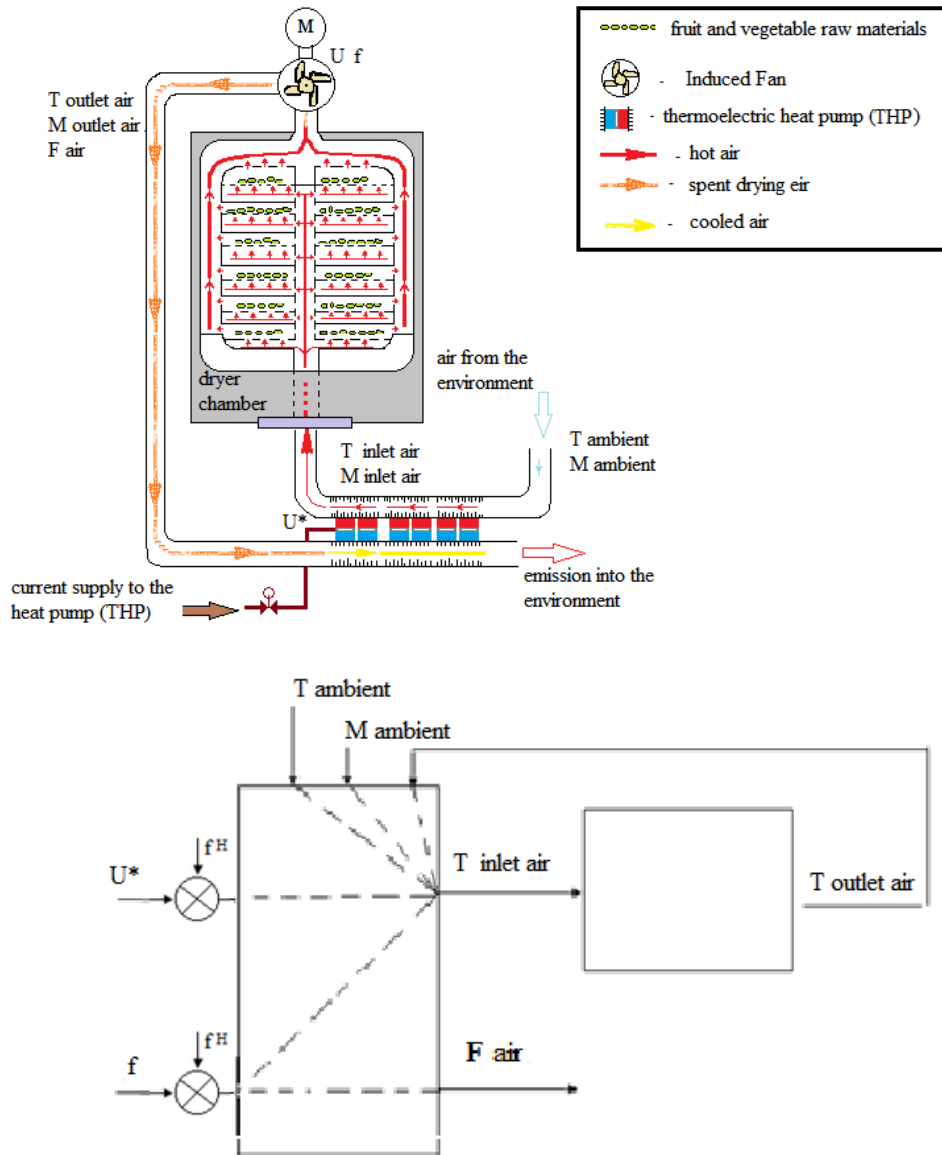 M
U f
T outlet air
M outlet air
F air
fruit and vegetable raw materials
- Induced Fan
- thermoelectric heat pump (THP)
- hot air
- spent drying eir
- cooled air
dryer
chamber
air from the
environment
T ambient
M ambient
T inlet air
M inlet air
U*
current supply to the
heat pump (THP)
emission into the
environment
T ambient
M ambient
f H
U*
T inlet air
T outlet air
f H
f
F air